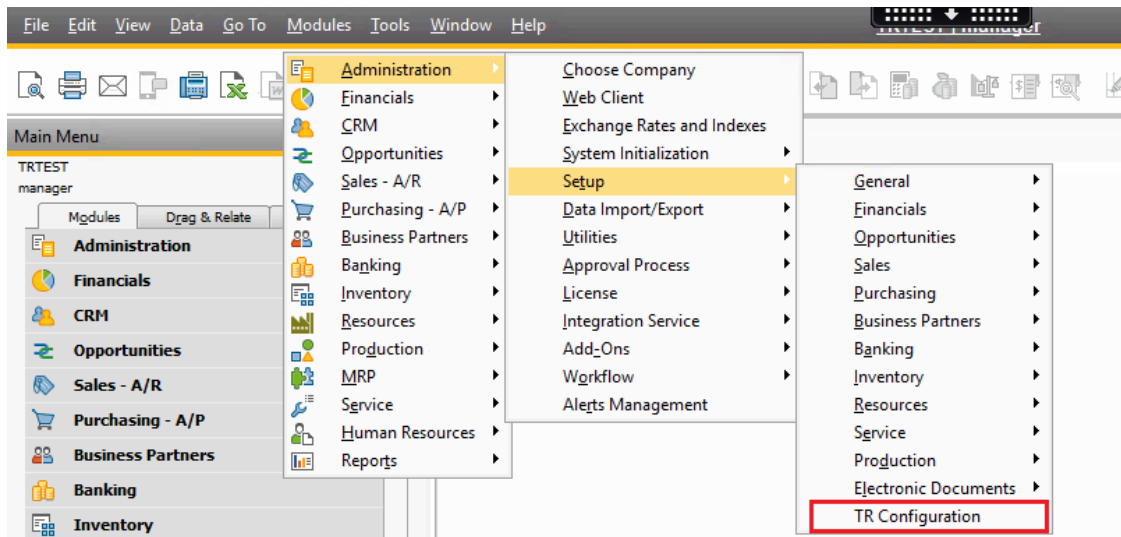 File Edit View Data Go To Modules Tools Window Help
TRTEST | manager
Main Menu
TRTEST
manager
Modules Drag & Relate
Administration
Financials
CRM
Opportunities
Sales - A/R
Purchasing - A/P
Business Partners
Banking
Inventory
Administration
Financials
CRM
Opportunities
Sales - A/R
Purchasing - A/P
Business Partners
Banking
Inventory
Resources
Production
MRP
Service
Human Resources
Reports
Choose Company
Web Client
Exchange Rates and Indexes
System Initialization
Setup
Data Import/Export
Utilities
Approval Process
License
Integration Service
Add-Ons
Workflow
Alerts Management
General
Financials
Opportunities
Sales
Purchasing
Business Partners
Banking
Inventory
Resources
Service
Production
Electronic Documents
TR Configuration